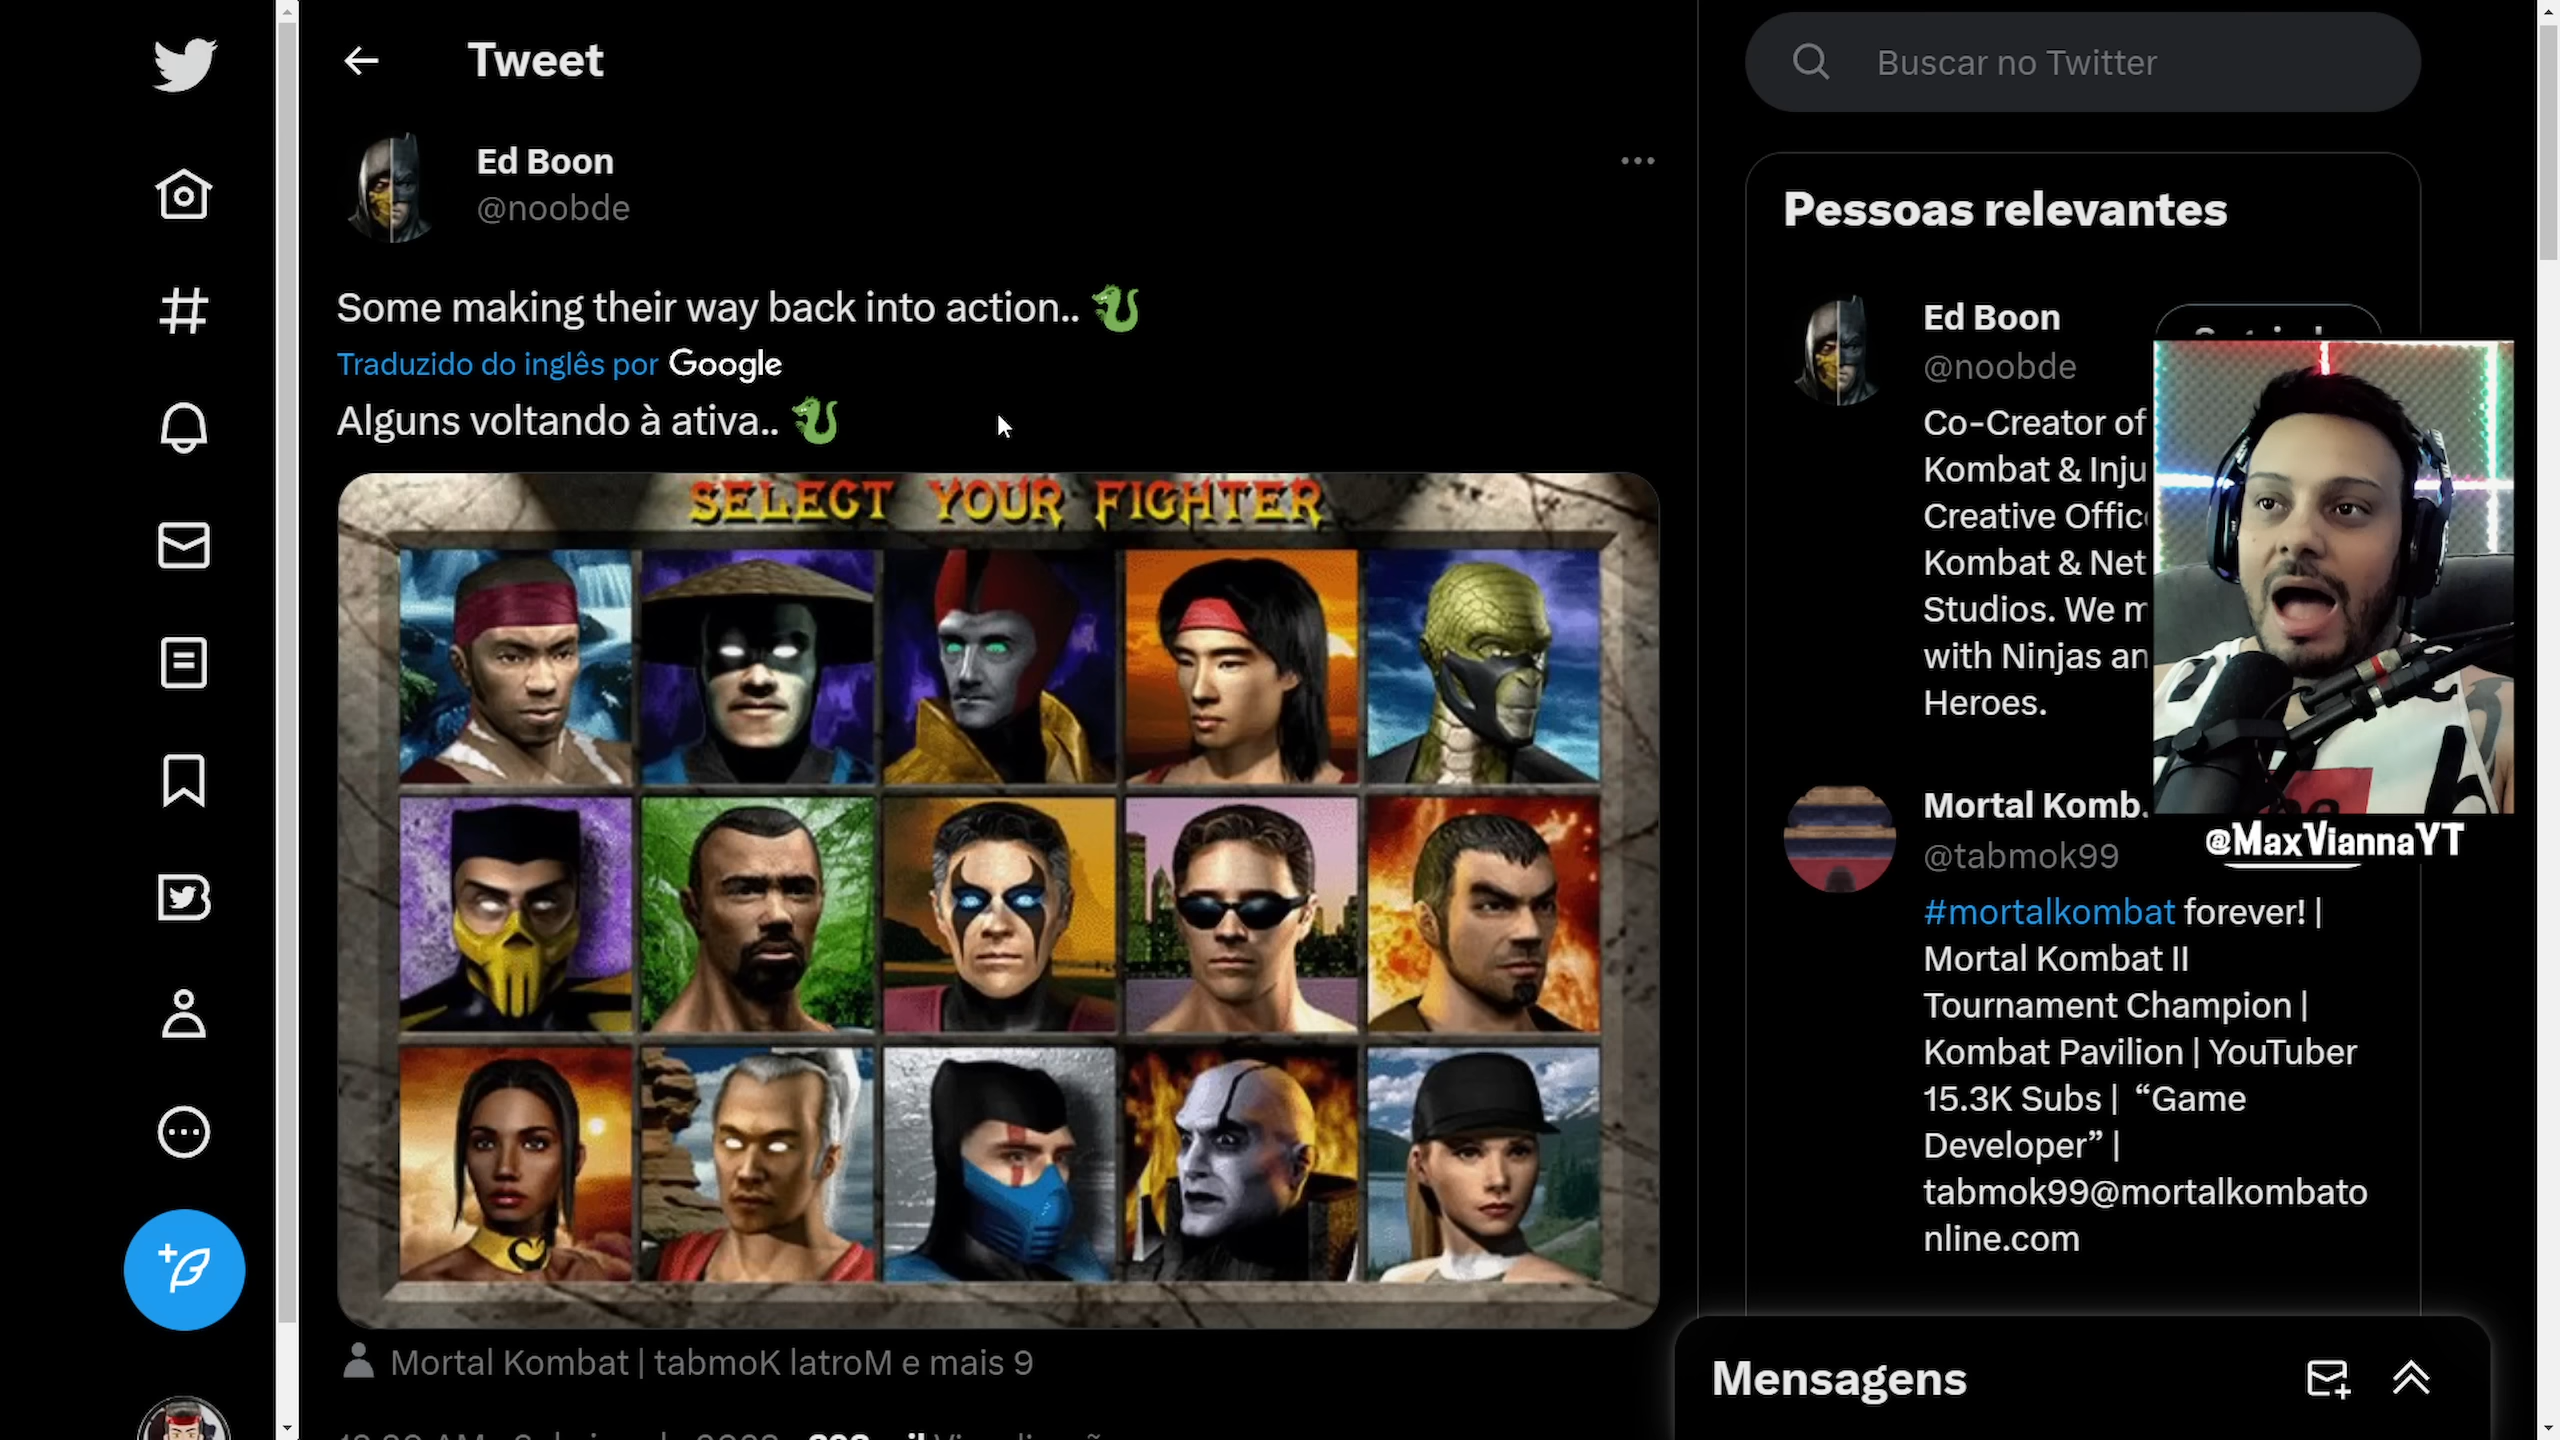 Tweet
Ed Boon
@noobde
Some making their way back into action..
Traduzido do inglês por Google
Alguns voltando à ativa..
SELECT YOUR FIGHTER
Mortal Kombat | tabmoK latroM e mais 9
Buscar no Twitter
Pessoas relevantes
Ed Boon
@noobde
Co-Creator of
Kombat & Inju
Creative Offic
Kombat & Net
Studios. We m
with Ninjas an
Heroes.
@MaxViannaYT
Mortal Komb.
@tabmok99
#mortalkombat forever! |
Mortal Kombat II
Tournament Champion |
Kombat Pavilion | YouTuber
15.3K Subs | “Game
Developer” |
tabmok99@mortalkombato
nline.com
Mensagens